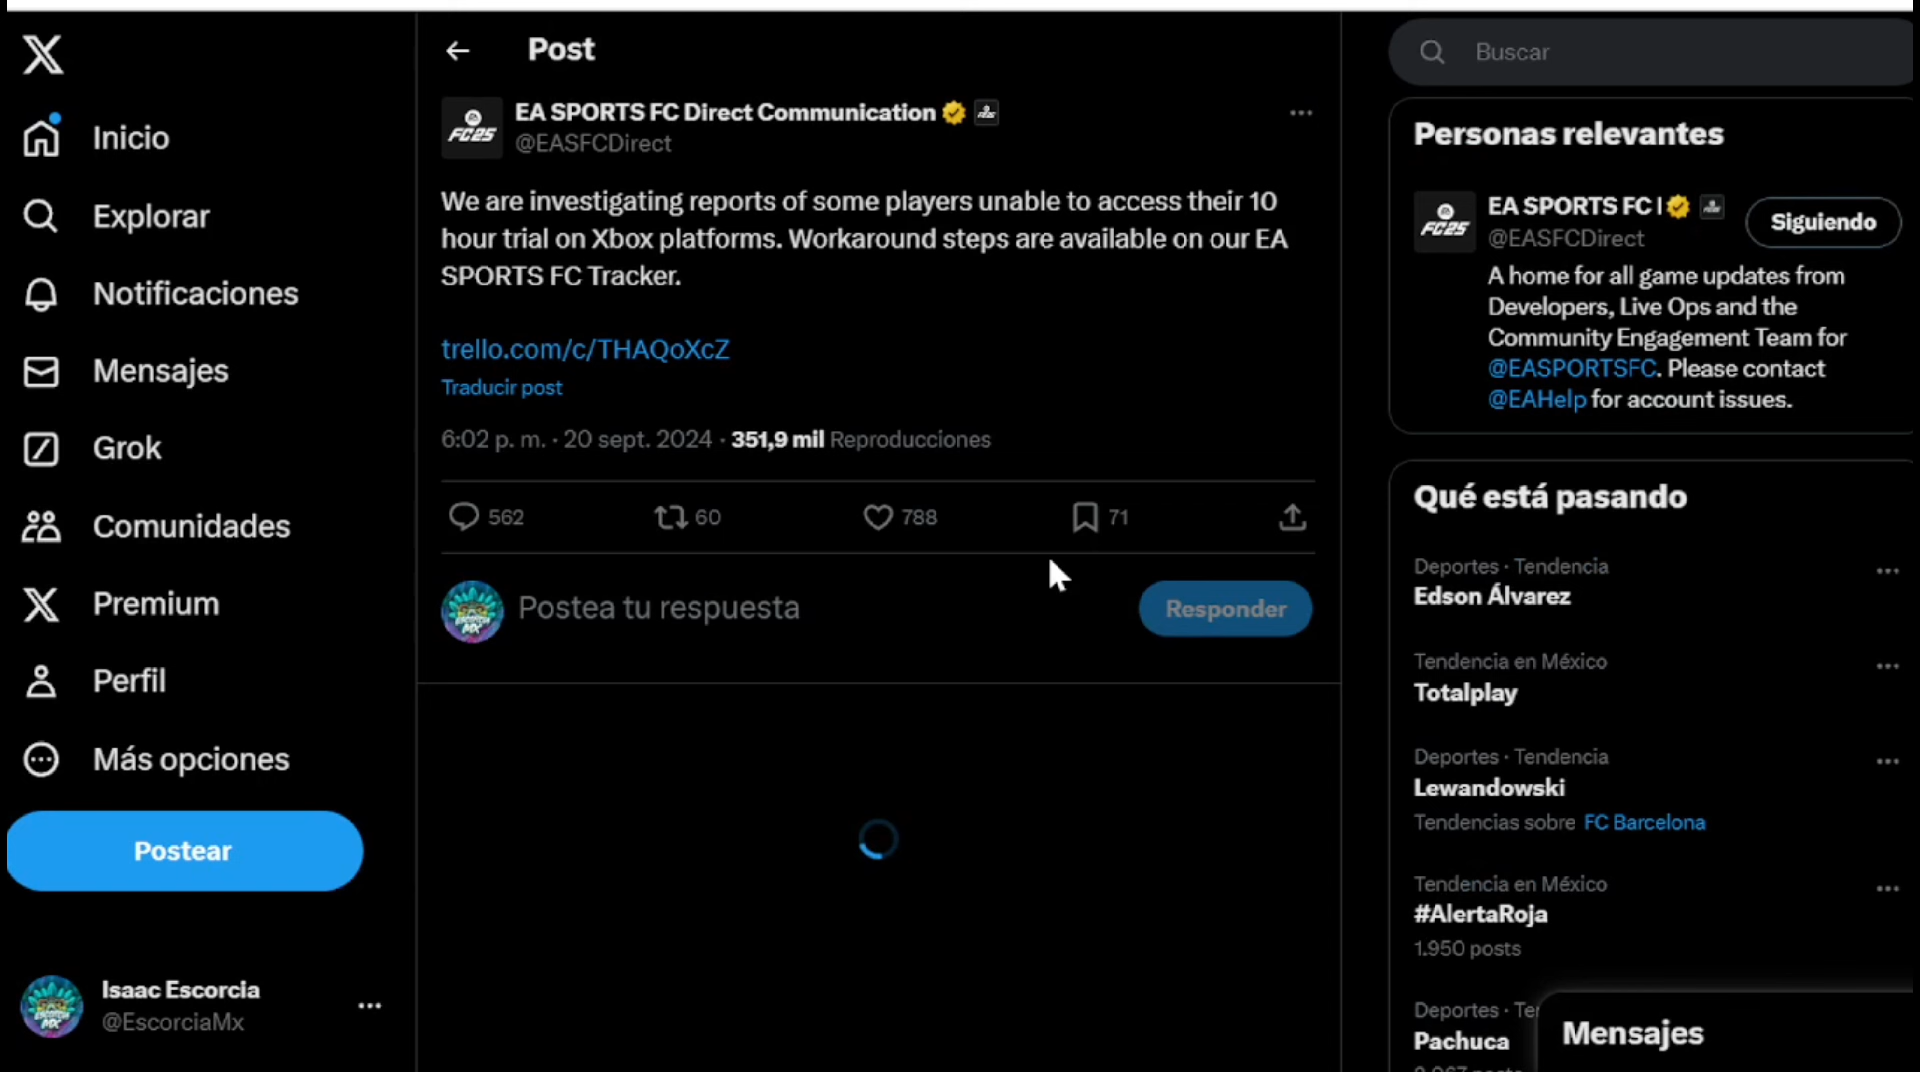 Inicio
Explorar
Notificaciones
Mensajes
Grok
Comunidades
Premium
Perfil
Más opciones
Postear
Isaac Escorcia
@EscorciaMx
Post
EA SPORTS FC Direct Communication
@EASFCDirect
We are investigating reports of some players unable to access their 10
hour trial on Xbox platforms. Workaround steps are available on our EA
SPORTS FC Tracker.
trello.com/c/THAQoXcZ
Traducir post
6:02 p. m. · 20 sept. 2024 · 351,9 mil Reproducciones
562
60
788
71
Postea tu respuesta
Responder
Buscar
Personas relevantes
EA SPORTS FC
@EASFCDirect
Siguiendo
A home for all game updates from
Developers, Live Ops and the
Community Engagement Team for
@EASPORTSFC. Please contact
@EAHelp for account issues.
Qué está pasando
Deportes · Tendencia
Edson Álvarez
Tendencia en México
Totalplay
Deportes · Tendencia
Lewandowski
Tendencias sobre FC Barcelona
Tendencia en México
#AlertaRoja
1.950 posts
Deportes ·
Pachuca
Mensajes